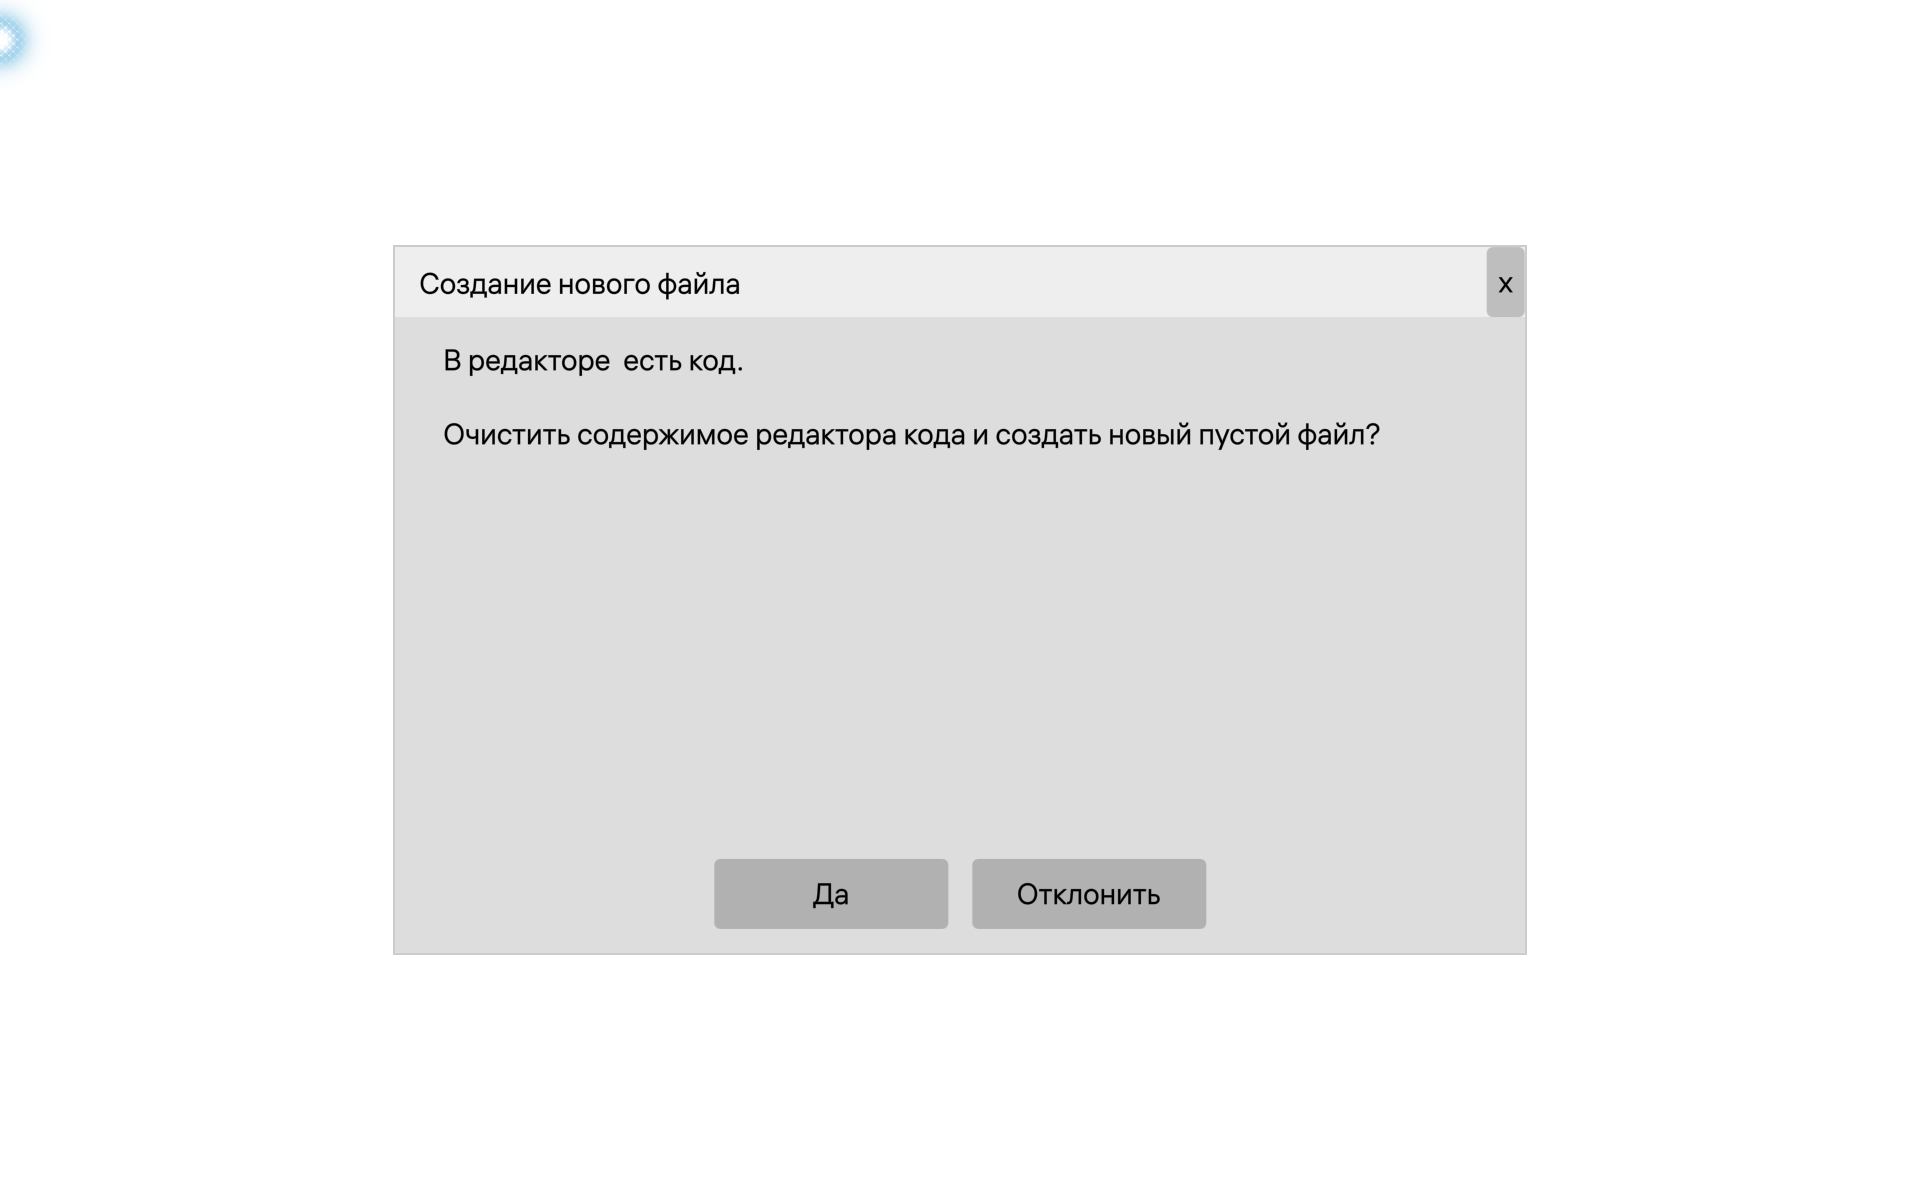 Создание нового файла
x
В редакторе  есть код.
Очистить содержимое редактора кода и создать новый пустой файл?
Да
Отклонить